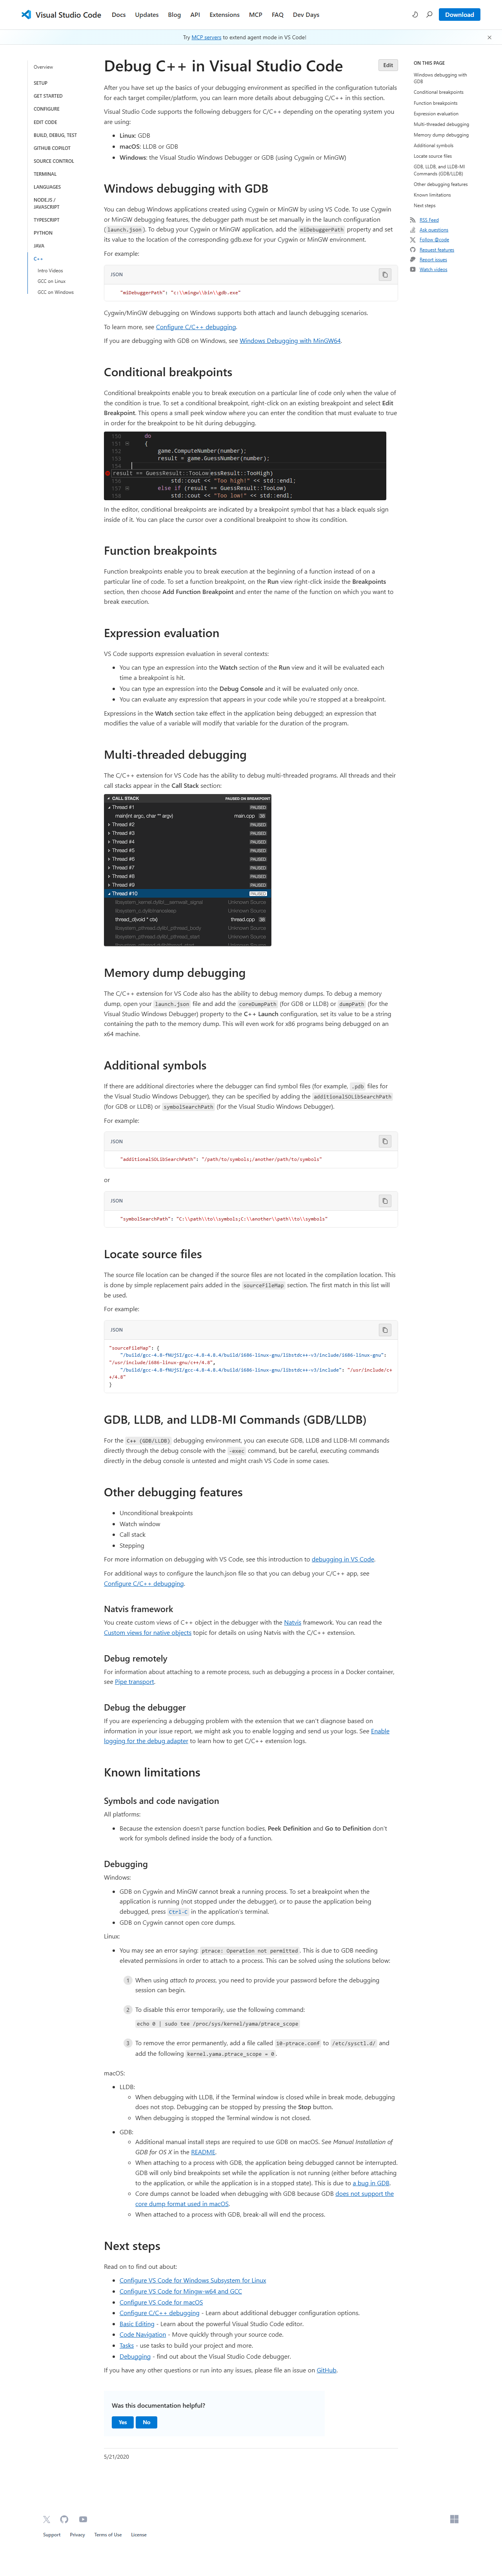 Visual Studio Code Docs Updates Blog API Extensions MCP FAQ Dev Days Download
Try MCP servers to extend agent mode in VS Code!
Overview
SETUP
GET STARTED
CONFIGURE
EDIT CODE
BUILD, DEBUG, TEST
GITHUB COPILOT
SOURCE CONTROL
TERMINAL
LANGUAGES
NODE.JS /
JAVASCRIPT
TYPESCRIPT
PYTHON
JAVA
C++
Intro Videos
GCC on Linux
GCC on Windows
Debug C++ in Visual Studio Code
Edit
After you have set up the basics of your debugging environment as specified in the configuration tutorials
for each target compiler/platform, you can learn more details about debugging C/C++ in this section.
Visual Studio Code supports the following debuggers for C/C++ depending on the operating system you
are using:
Linux: GDB
macOS: LLDB or GDB
Windows: the Visual Studio Windows Debugger or GDB (using Cygwin or MinGW)
Windows debugging with GDB
You can debug Windows applications created using Cygwin or MinGW by using VS Code. To use Cygwin
or MinGW debugging features, the debugger path must be set manually in the launch configuration
(launch.json). To debug your Cygwin or MinGW application, add the miDebuggerPath property and set
its value to the location of the corresponding gdb.exe for your Cygwin or MinGW environment.
For example:
JSON
"miDebuggerPath": "c:\\mingw\\bin\\gdb.exe"
Cygwin/MinGW debugging on Windows supports both attach and launch debugging scenarios.
To learn more, see Configure C/C++ debugging.
If you are debugging with GDB on Windows, see Windows Debugging with MinGW64.
Conditional breakpoints
Conditional breakpoints enable you to break execution on a particular line of code only when the value of
the condition is true. To set a conditional breakpoint, right-click on an existing breakpoint and select Edit
Breakpoint. This opens a small peek window where you can enter the condition that must evaluate to true
in order for the breakpoint to be hit during debugging.
150 do
151 {
152 game.ComputeNumber(number);
153 result = game.GuessNumber(number);
154
result == GuessResult::TooLow essResult::TooHigh)
156 std::cout << "Too high!" << std::endl;
157 else if (result == GuessResult::TooLow)
158 std::cout << "Too low!" << std::endl;
In the editor, conditional breakpoints are indicated by a breakpoint symbol that has a black equals sign
inside of it. You can place the cursor over a conditional breakpoint to show its condition.
Function breakpoints
Function breakpoints enable you to break execution at the beginning of a function instead of on a
particular line of code. To set a function breakpoint, on the Run view right-click inside the Breakpoints
section, then choose Add Function Breakpoint and enter the name of the function on which you want to
break execution.
Expression evaluation
VS Code supports expression evaluation in several contexts:
You can type an expression into the Watch section of the Run view and it will be evaluated each
time a breakpoint is hit.
You can type an expression into the Debug Console and it will be evaluated only once.
You can evaluate any expression that appears in your code while you're stopped at a breakpoint.
Expressions in the Watch section take effect in the application being debugged; an expression that
modifies the value of a variable will modify that variable for the duration of the program.
Multi-threaded debugging
The C/C++ extension for VS Code has the ability to debug multi-threaded programs. All threads and their
call stacks appear in the Call Stack section:
CALL STACK PAUSED ON BREAKPOINT
Thread #1 PAUSED
main(int argc, char ** argv) main.cpp 38
Thread #2 PAUSED
Thread #3 PAUSED
Thread #4 PAUSED
Thread #5 PAUSED
Thread #6 PAUSED
Thread #7 PAUSED
Thread #8 PAUSED
Thread #9 PAUSED
Thread #10 PAUSED
libsystem_kernel.dylib!__semwait_signal Unknown Source
libsystem_c.dylib!nanosleep Unknown Source
thread_d(void * ctx) thread.cpp 36
libsystem_pthread.dylib!_pthread_body Unknown Source
libsystem_pthread.dylib!_pthread_start Unknown Source
Memory dump debugging
The C/C++ extension for VS Code also has the ability to debug memory dumps. To debug a memory
dump, open your launch.json file and add the coreDumpPath (for GDB or LLDB) or dumpPath (for the
Visual Studio Windows Debugger) property to the C++ Launch configuration, set its value to be a string
containing the path to the memory dump. This will even work for x86 programs being debugged on an
x64 machine.
Additional symbols
If there are additional directories where the debugger can find symbol files (for example, .pdb files for
the Visual Studio Windows Debugger), they can be specified by adding the additionalSOLibSearchPath
(for GDB or LLDB) or symbolSearchPath (for the Visual Studio Windows Debugger).
For example:
JSON
"additionalSOLibSearchPath": "/path/to/symbols;/another/path/to/symbols"
or
JSON
"symbolSearchPath": "C:\\path\\to\\symbols;C:\\another\\path\\to\\symbols"
Locate source files
The source file location can be changed if the source files are not located in the compilation location. This
is done by simple replacement pairs added in the sourceFileMap section. The first match in this list will
be used.
For example:
JSON
"sourceFileMap": {
"/build/gcc-4.8-fNUjSI/gcc-4.8-4.8.4/build/i686-linux-gnu/libstdc++-v3/include/i686-linux-gnu":
"/usr/include/i686-linux-gnu/c++/4.8",
"/build/gcc-4.8-fNUjSI/gcc-4.8-4.8.4/build/i686-linux-gnu/libstdc++-v3/include": "/usr/include/c+
+/4.8"
}
GDB, LLDB, and LLDB-MI Commands (GDB/LLDB)
For the C++ (GDB/LLDB) debugging environment, you can execute GDB, LLDB and LLDB-MI commands
directly through the debug console with the -exec command, but be careful, executing commands
directly in the debug console is untested and might crash VS Code in some cases.
Other debugging features
Unconditional breakpoints
Watch window
Call stack
Stepping
For more information on debugging with VS Code, see this introduction to debugging in VS Code.
For additional ways to configure the launch.json file so that you can debug your C/C++ app, see
Configure C/C++ debugging.
Natvis framework
You create custom views of C++ object in the debugger with the Natvis framework. You can read the
Custom views for native objects topic for details on using Natvis with the C/C++ extension.
Debug remotely
For information about attaching to a remote process, such as debugging a process in a Docker container,
see Pipe transport.
Debug the debugger
If you are experiencing a debugging problem with the extension that we can't diagnose based on
information in your issue report, we might ask you to enable logging and send us your logs. See Enable
logging for the debug adapter to learn how to get C/C++ extension logs.
Known limitations
Symbols and code navigation
All platforms:
Because the extension doesn't parse function bodies, Peek Definition and Go to Definition don't
work for symbols defined inside the body of a function.
Debugging
Windows:
GDB on Cygwin and MinGW cannot break a running process. To set a breakpoint when the
application is running (not stopped under the debugger), or to pause the application being
debugged, press Ctrl-C in the application's terminal.
GDB on Cygwin cannot open core dumps.
Linux:
You may see an error saying: ptrace: Operation not permitted. This is due to GDB needing
elevated permissions in order to attach to a process. This can be solved using the solutions below:
1 When using attach to process, you need to provide your password before the debugging
session can begin.
2 To disable this error temporarily, use the following command:
echo 0 | sudo tee /proc/sys/kernel/yama/ptrace_scope
3 To remove the error permanently, add a file called 10-ptrace.conf to /etc/sysctl.d/ and
add the following kernel.yama.ptrace_scope = 0.
macOS:
LLDB:
When debugging with LLDB, if the Terminal window is closed while in break mode, debugging
does not stop. Debugging can be stopped by pressing the Stop button.
When debugging is stopped the Terminal window is not closed.
GDB:
Additional manual install steps are required to use GDB on macOS. See Manual Installation of
GDB for OS X in the README.
When attaching to a process with GDB, the application being debugged cannot be interrupted.
GDB will only bind breakpoints set while the application is not running (either before attaching
to the application, or while the application is in a stopped state). This is due to a bug in GDB.
Core dumps cannot be loaded when debugging with GDB because GDB does not support the
core dump format used in macOS.
When attached to a process with GDB, break-all will end the process.
Next steps
Read on to find out about:
Configure VS Code for Windows Subsystem for Linux
Configure VS Code for Mingw-w64 and GCC
Configure VS Code for macOS
Configure C/C++ debugging - Learn about additional debugger configuration options.
Basic Editing - Learn about the powerful Visual Studio Code editor.
Code Navigation - Move quickly through your source code.
Tasks - use tasks to build your project and more.
Debugging - find out about the Visual Studio Code debugger.
If you have any other questions or run into any issues, please file an issue on GitHub.
Was this documentation helpful?
Yes No
5/21/2020
ON THIS PAGE
Windows debugging with
GDB
Conditional breakpoints
Function breakpoints
Expression evaluation
Multi-threaded debugging
Memory dump debugging
Additional symbols
Locate source files
GDB, LLDB, and LLDB-MI
Commands (GDB/LLDB)
Other debugging features
Known limitations
Next steps
RSS Feed
Ask questions
Follow @code
Request features
Report issues
Watch videos
Support Privacy Terms of Use License